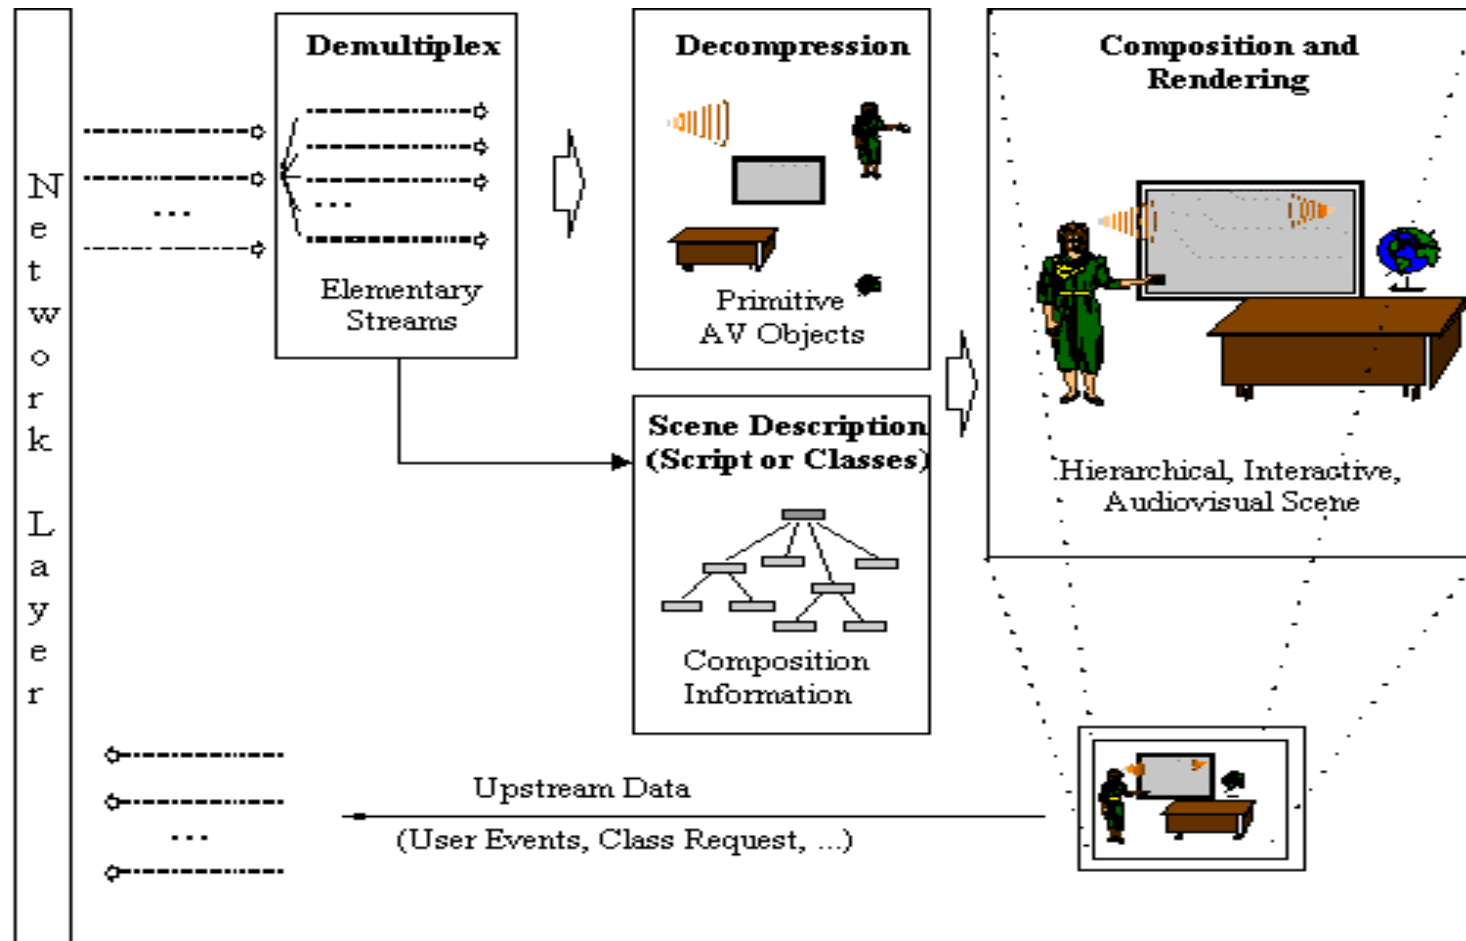 Network Layer
Demultiplex
...
...
Elementary
Streams
Decompression
Primitive
AV Objects
Scene Description
(Script or Classes)
Composition
Information
Composition and
Rendering
Hierarchical, Interactive,
Audiovisual Scene
Upstream Data
(User Events, Class Request, ...)
...